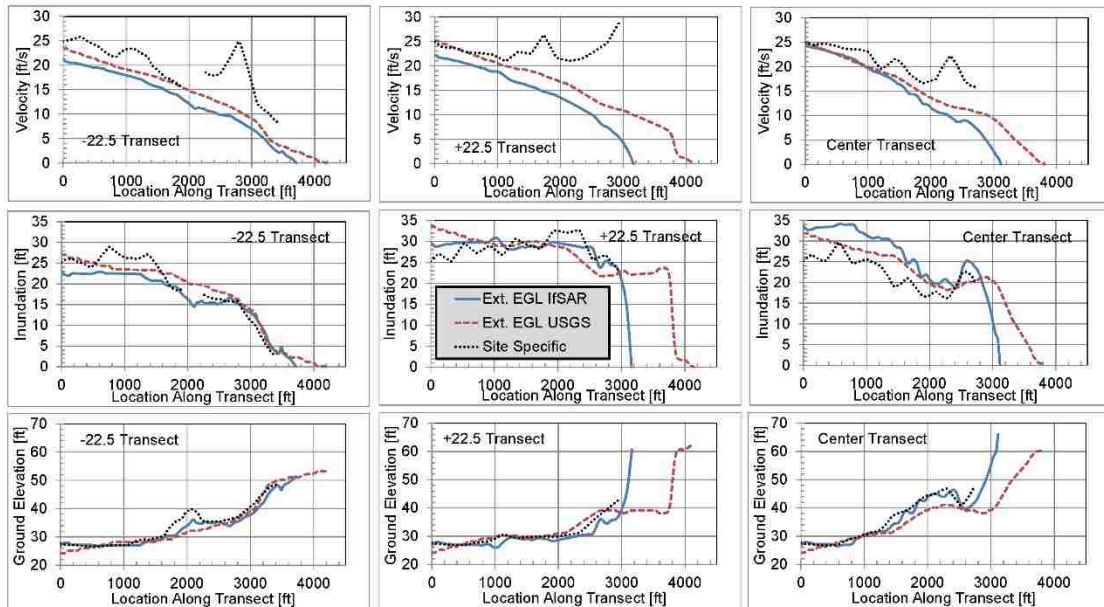 30
25
20
15
10
5
0
Velocity [ft/s]
-22.5 Transect
0 1000 2000 3000 4000
Location Along Transect [ft]
30
25
20
15
10
5
0
Velocity [ft/s]
+22.5 Transect
0 1000 2000 3000 4000
Location Along Transect [ft]
30
25
20
15
10
5
0
Velocity [ft/s]
Center Transect
0 1000 2000 3000 4000
Location Along Transect [ft]
35
30
25
20
15
10
5
0
Inundation [ft]
-22.5 Transect
0 1000 2000 3000 4000
Location Along Transect [ft]
35
30
25
20
15
10
5
0
Inundation [ft]
+22.5 Transect
Ext. EGL IfSAR
Ext. EGL USGS
Site Specific
0 1000 2000 3000 4000
Location Along Transect [ft]
35
30
25
20
15
10
5
0
Inundation [ft]
Center Transect
0 1000 2000 3000 4000
Location Along Transect [ft]
70
60
50
40
30
20
Ground Elevation [ft]
-22.5 Transect
0 1000 2000 3000 4000
Location Along Transect [ft]
70
60
50
40
30
20
Ground Elevation [ft]
+22.5 Transect
0 1000 2000 3000 4000
Location Along Transect [ft]
70
60
50
40
30
20
Ground Elevation [ft]
Center Transect
0 1000 2000 3000 4000
Location Along Transect [ft]